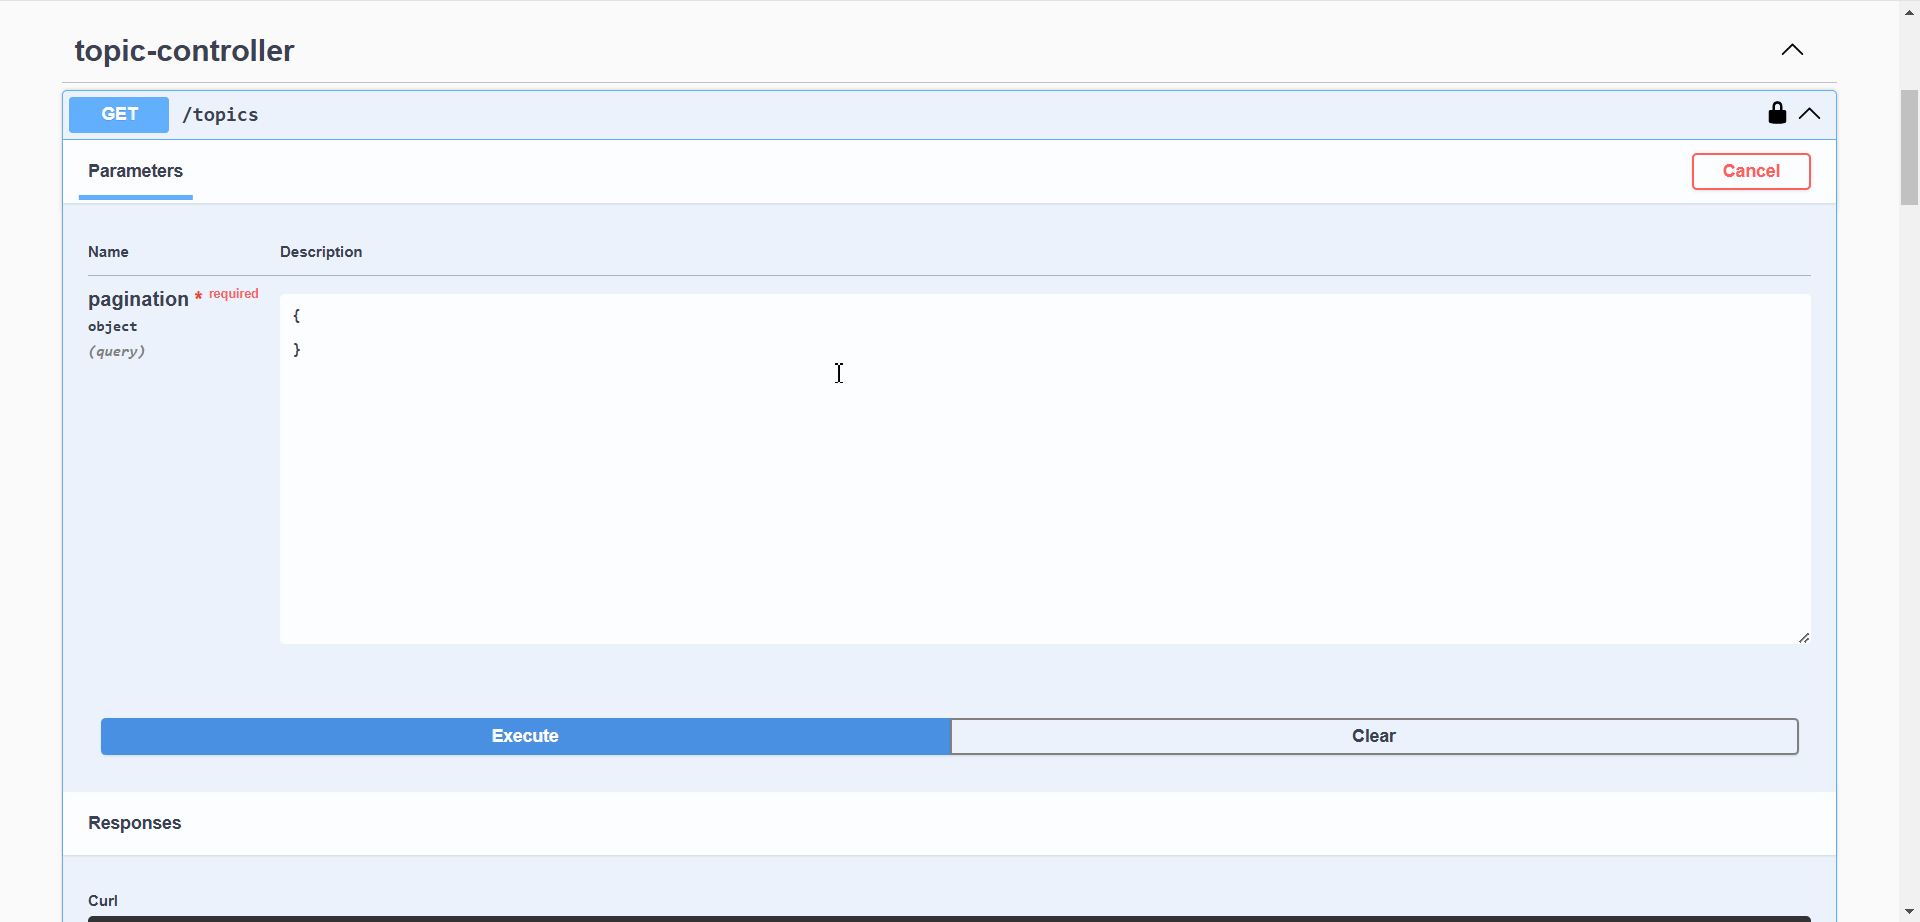 topic-controller
GET /topics
Parameters
Cancel
Name Description
pagination * required
object
(query)
{
}
Execute Clear
Responses
Curl